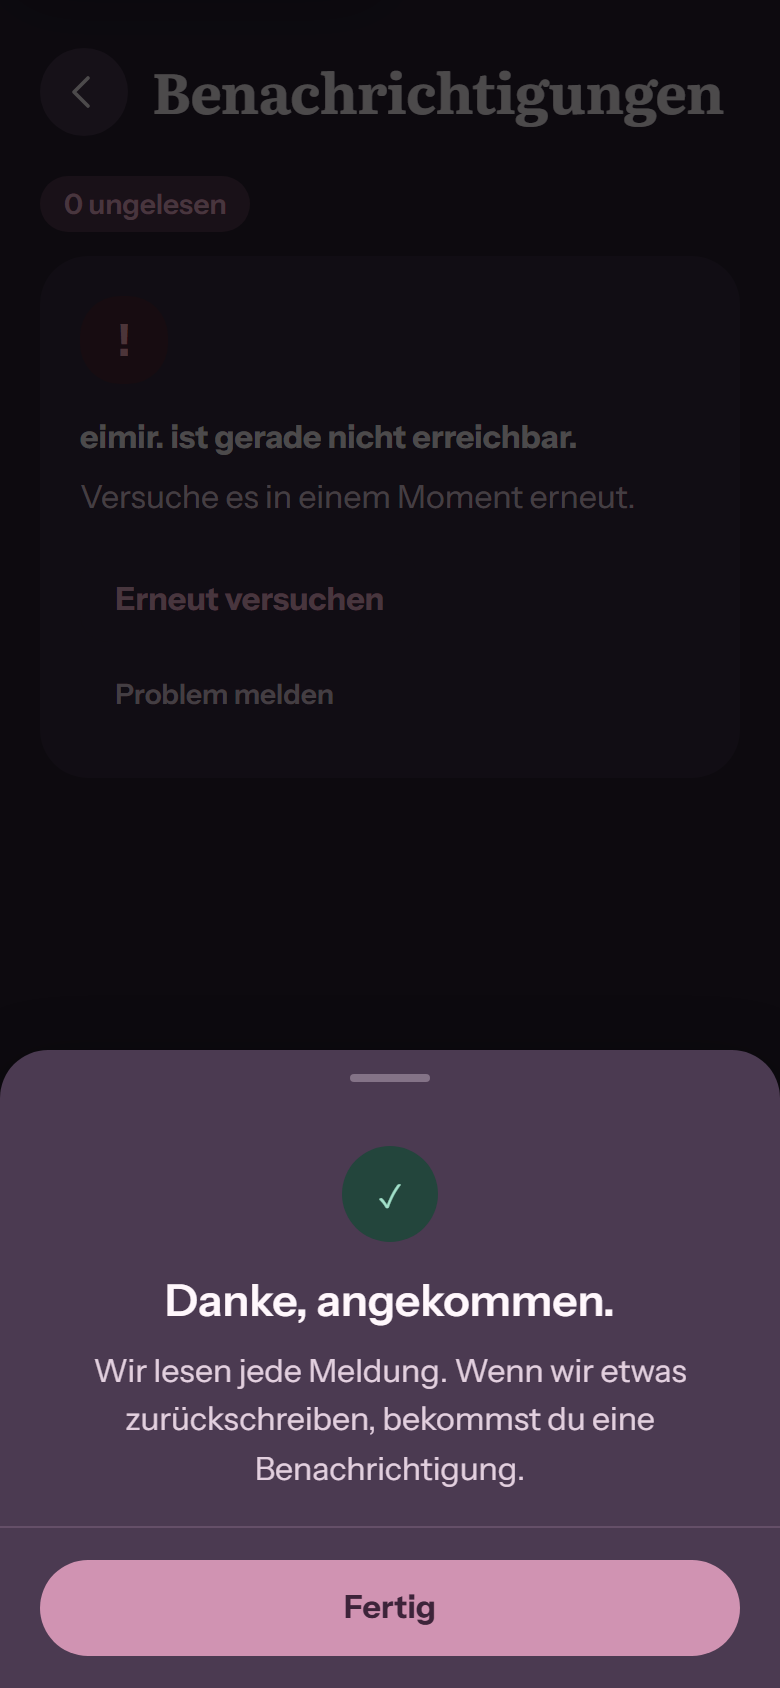 Benachrichtigungen
0 ungelesen
!
eimir. ist gerade nicht erreichbar.
Versuche es in einem Moment erneut.
Erneut versuchen
Problem melden
✓
Danke, angekommen.
Wir lesen jede Meldung. Wenn wir etwas
zurückschreiben, bekommst du eine
Benachrichtigung.
Fertig